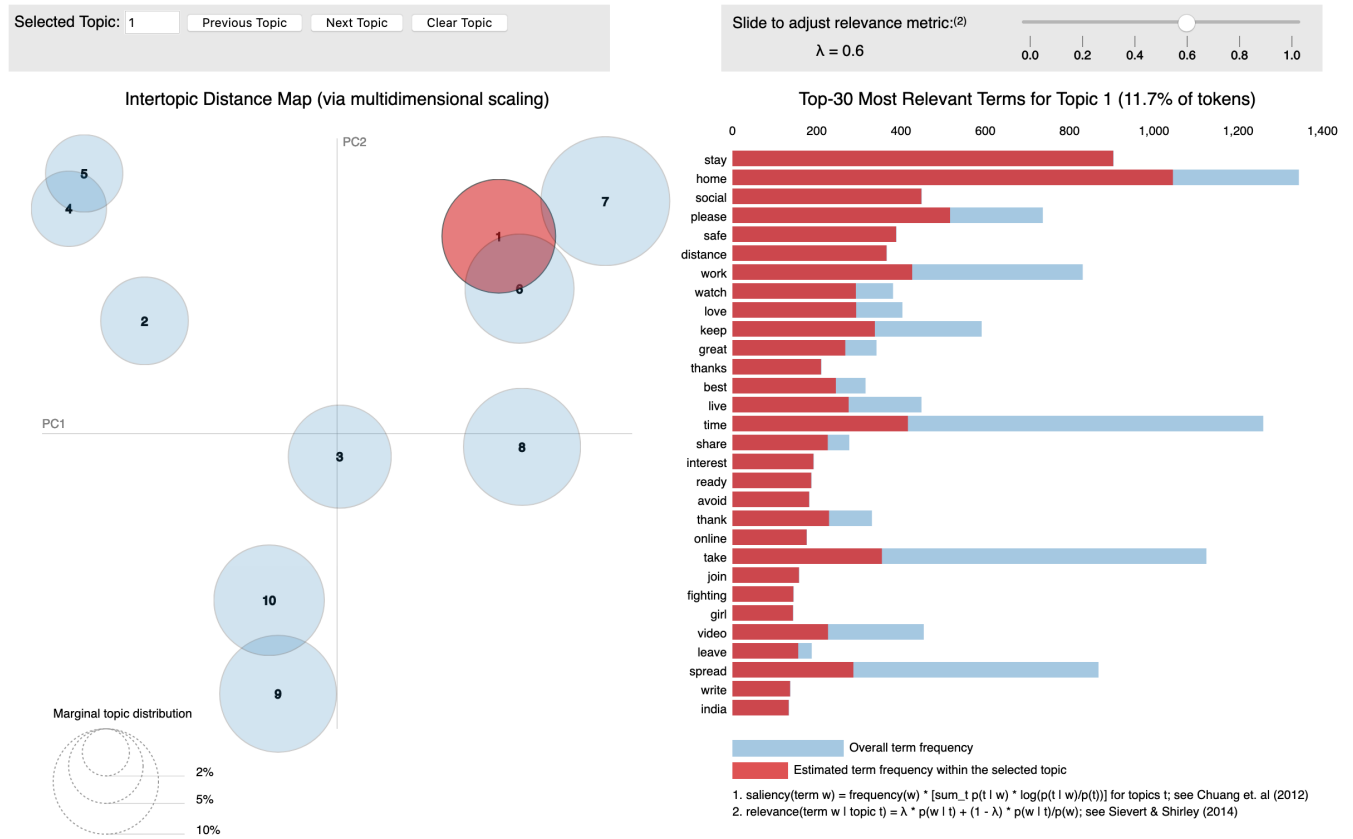 Selected Topic: 1 Previous Topic Next Topic Clear Topic
Slide to adjust relevance metric:(2)
λ = 0.6
0.0 0.2 0.4 0.6 0.8 1.0
Intertopic Distance Map (via multidimensional scaling)
PC2
PC1
5
4
2
1
7
6
3
8
10
9
Marginal topic distribution
2%
5%
10%
Top-30 Most Relevant Terms for Topic 1 (11.7% of tokens)
0 200 400 600 800 1,000 1,200 1,400
stay
home
social
please
safe
distance
work
watch
love
keep
great
thanks
best
live
time
share
interest
ready
avoid
thank
online
take
join
fighting
girl
video
leave
spread
write
india
Overall term frequency
Estimated term frequency within the selected topic
1. saliency(term w) = frequency(w) * [sum_t p(t | w) * log(p(t | w)/p(t))] for topics t; see Chuang et. al (2012)
2. relevance(term w | topic t) = λ * p(w | t) + (1 - λ) * p(w | t)/p(w); see Sievert & Shirley (2014)